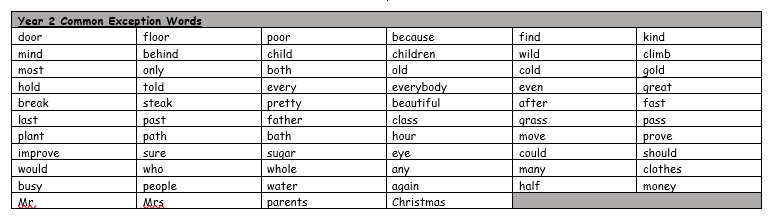 Year 2 Common Exception Words
door floor poor because find kind
mind behind child children wild climb
most only both old cold gold
hold told every everybody even great
break steak pretty beautiful after fast
last past father class grass pass
plant path bath hour move prove
improve sure sugar eye could should
would who whole any many clothes
busy people water again half money
Mr. Mrs parents Christmas